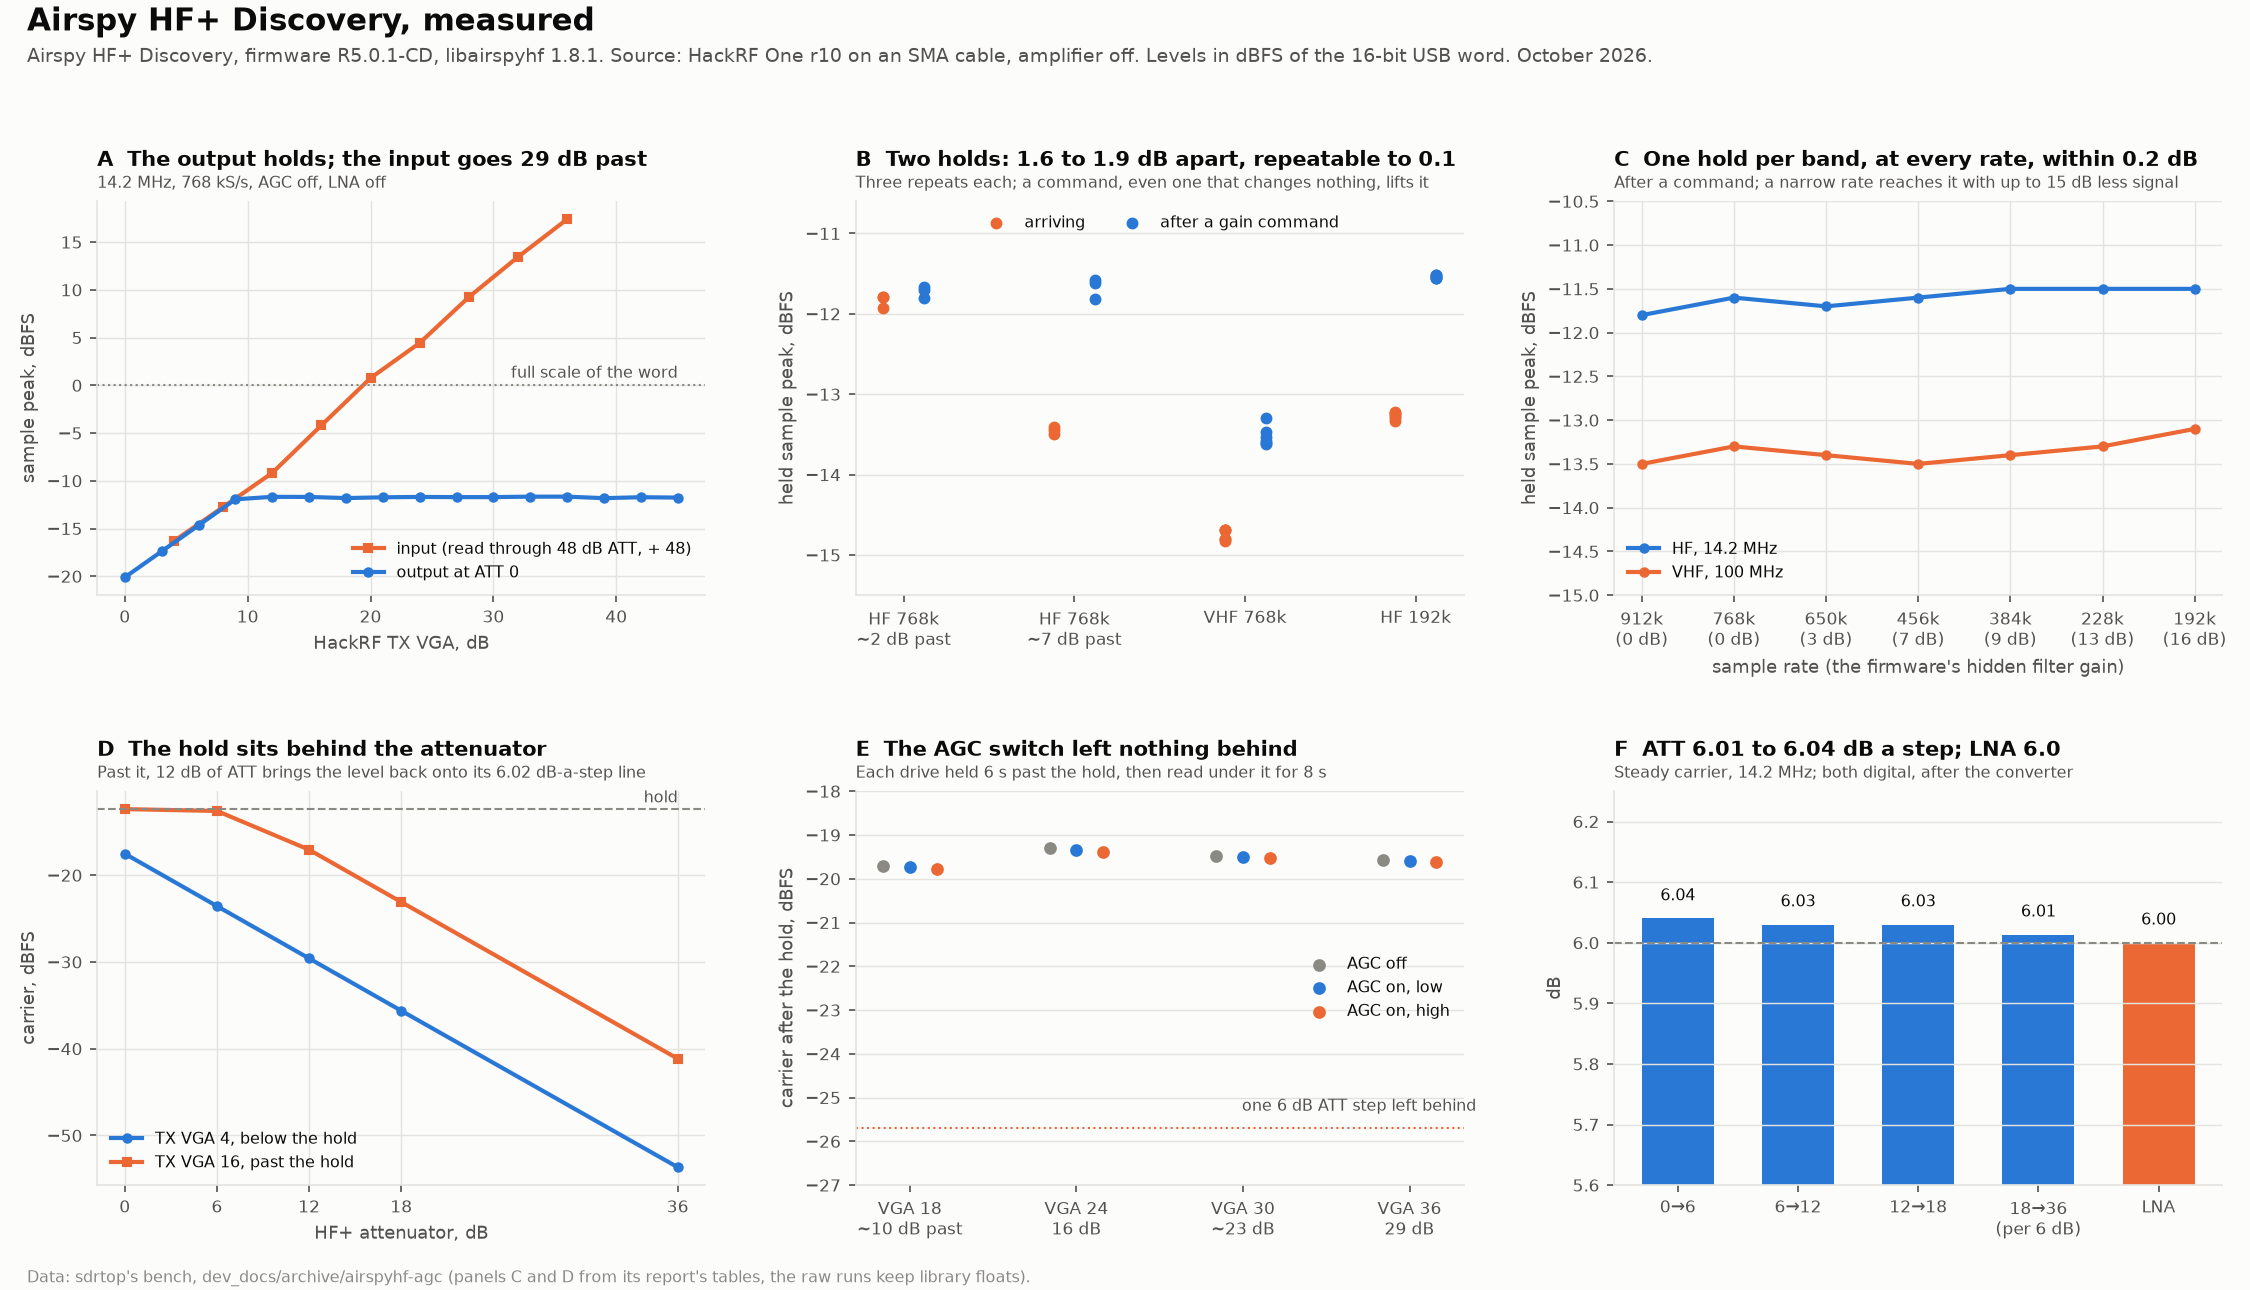 Airspy HF+ Discovery, measured
Airspy HF+ Discovery, firmware R5.0.1-CD, libairspyhf 1.8.1. Source: HackRF One r10 on an SMA cable, amplifier off. Levels in dBFS of the 16-bit USB word. October 2026.
A The output holds; the input goes 29 dB past
14.2 MHz, 768 kS/s, AGC off, LNA off
sample peak, dBFS
15
10
5
0
−5
−10
−15
−20
full scale of the word
input (read through 48 dB ATT, + 48)
output at ATT 0
0 10 20 30 40
HackRF TX VGA, dB
B Two holds: 1.6 to 1.9 dB apart, repeatable to 0.1
Three repeats each; a command, even one that changes nothing, lifts it
arriving after a gain command
held sample peak, dBFS
−11
−12
−13
−14
−15
HF 768k HF 768k VHF 768k HF 192k
~2 dB past ~7 dB past
C One hold per band, at every rate, within 0.2 dB
After a command; a narrow rate reaches it with up to 15 dB less signal
held sample peak, dBFS
−10.5
−11.0
−11.5
−12.0
−12.5
−13.0
−13.5
−14.0
−14.5
−15.0
HF, 14.2 MHz
VHF, 100 MHz
912k 768k 650k 456k 384k 228k 192k
(0 dB) (0 dB) (3 dB) (7 dB) (9 dB) (13 dB) (16 dB)
sample rate (the firmware's hidden filter gain)
D The hold sits behind the attenuator
Past it, 12 dB of ATT brings the level back onto its 6.02 dB-a-step line
hold
carrier, dBFS
−20
−30
−40
−50
TX VGA 4, below the hold
TX VGA 16, past the hold
0 6 12 18 36
HF+ attenuator, dB
E The AGC switch left nothing behind
Each drive held 6 s past the hold, then read under it for 8 s
carrier after the hold, dBFS
−18
−19
−20
−21
−22
−23
−24
−25
−26
−27
AGC off
AGC on, low
AGC on, high
one 6 dB ATT step left behind
VGA 18 VGA 24 VGA 30 VGA 36
~10 dB past 16 dB ~23 dB 29 dB
F ATT 6.01 to 6.04 dB a step; LNA 6.0
Steady carrier, 14.2 MHz; both digital, after the converter
dB
6.2
6.1
6.0
5.9
5.8
5.7
5.6
6.04 6.03 6.03 6.01 6.00
0→6 6→12 12→18 18→36 LNA
(per 6 dB)
Data: sdrtop's bench, dev_docs/archive/airspyhf-agc (panels C and D from its report's tables, the raw runs keep library floats).